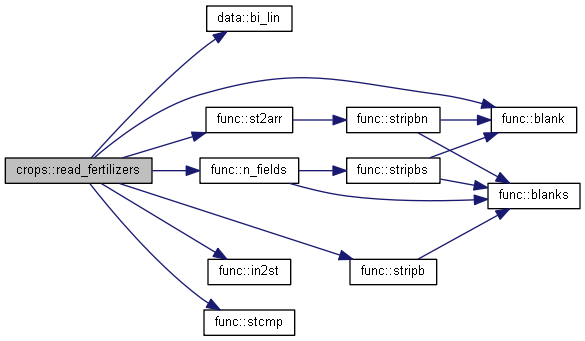 data::bi_lin
func::st2arr
func::stripbn
func::blank
crops::read_fertilizers
func::n_fields
func::stripbs
func::blanks
func::in2st
func::stripb
func::stcmp